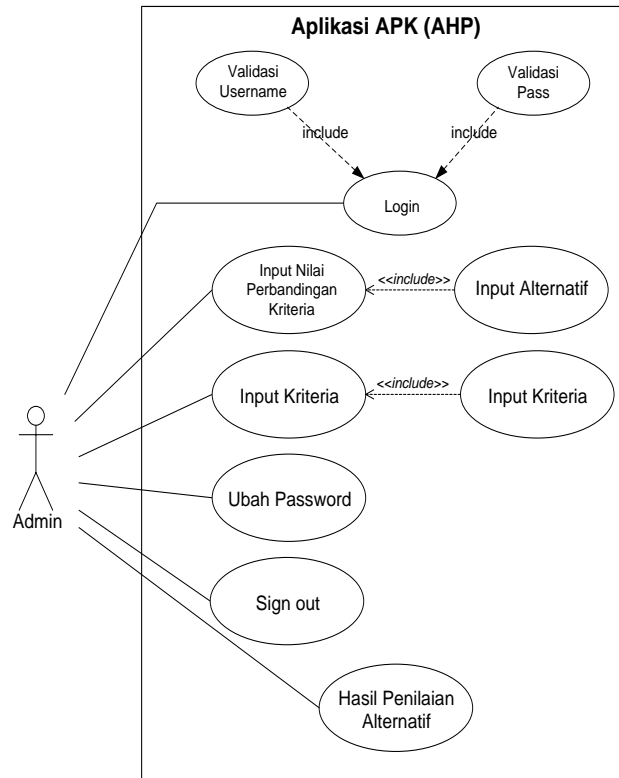 Aplikasi APK (AHP)
Validasi
Username
Validasi
Pass
include
include
Login
Input Nilai
Perbandingan
Kriteria
<<include>>
Input Alternatif
Input Kriteria
<<include>>
Input Kriteria
Admin
Ubah Password
Sign out
Hasil Penilaian
Alternatif